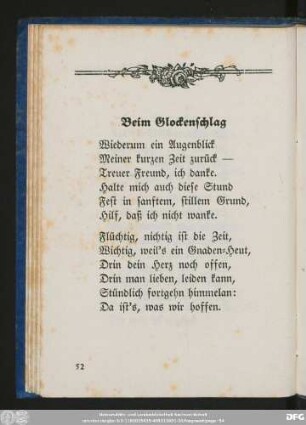 Beim Glockenschlag
Wiederum ein Augenblick
Meiner kurzen Zeit zurück —
Treuer Freund, ich danke.
Halte mich auch diese Stund
Fest in sanftem, stillem Grund,
Hilf, daß ich nicht wanke.
Flüchtig, nichtig ist die Zeit,
Wichtig, weil's ein Gnaden-Heut,
Drin dein Herz noch offen,
Drin man lieben, leiden kann,
Stündlich fortgehn himmelan:
Da ist's, was wir hoffen.
52
DFG